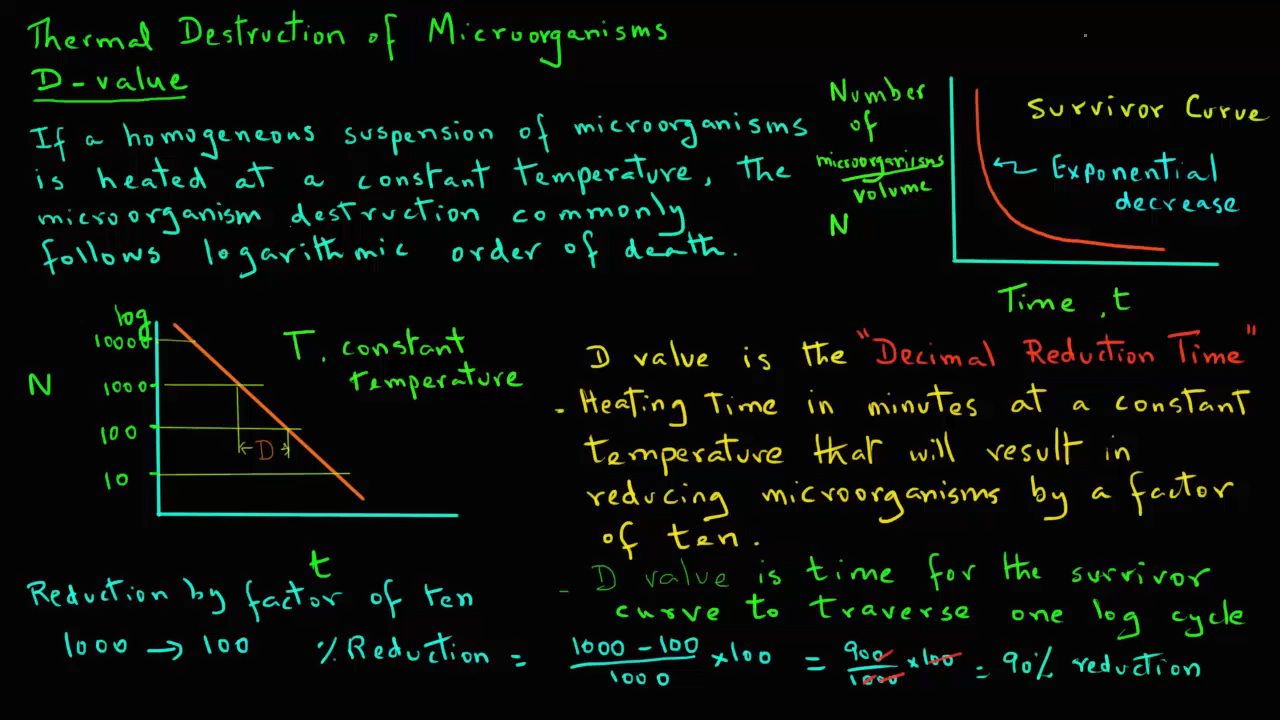 Thermal Destruction of Microorganisms
D-value
If a homogeneous suspension of microorganisms
is heated at a constant temperature, the
microorganism destruction commonly
follows logarithmic order of death.
Number
of
microorganisms
volume
N
Survivor Curve
Exponential
decrease
Time, t
log
10000
1000
100
10
N
D
t
T. constant
temperature
D value is the "Decimal Reduction Time"
- Heating Time in minutes at a constant
temperature that will result in
reducing microorganisms by a factor
of ten.
- D value is time for the survivor
curve to traverse one log cycle
Reduction by factor of ten
1000 → 100
% Reduction = 1000 - 100 / 1000 × 100 = 900 / 1000 × 100 = 90% reduction